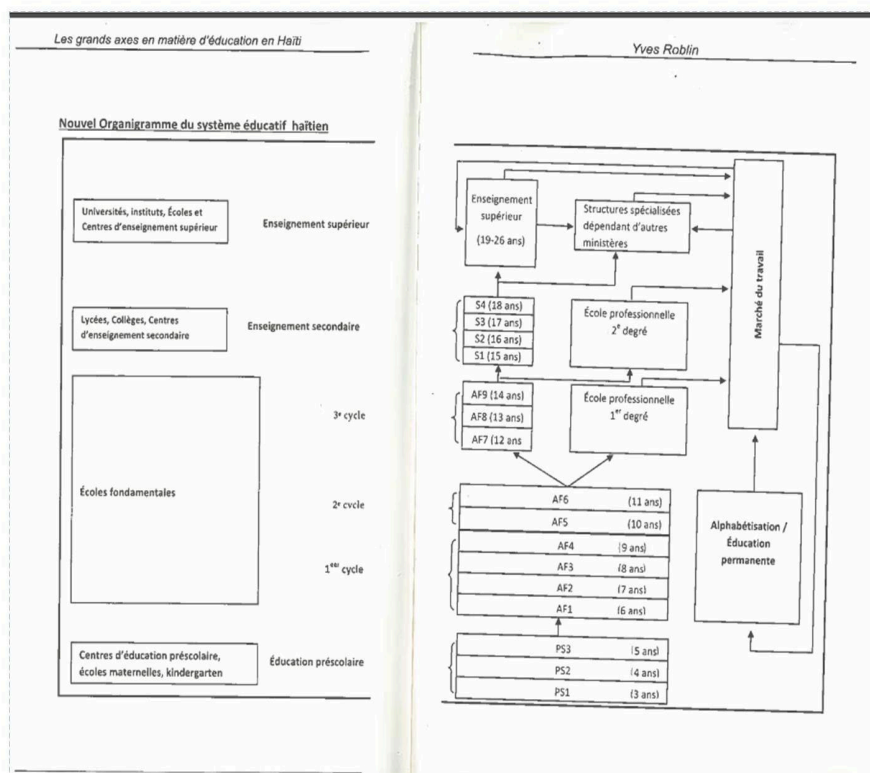 Les grands axes en matière d'éducation en Haïti
Nouvel Organigramme du système éducatif haïtien
Universités, instituts, Écoles et
Centres d'enseignement supérieur
Enseignement supérieur
Lycées, Collèges, Centres
d'enseignement secondaire
Enseignement secondaire
3e cycle
Écoles fondamentales
2e cycle
1er cycle
Centres d'éducation préscolaire,
écoles maternelles, kindergarten
Éducation préscolaire
Yves Roblin
Enseignement
supérieur
(19-26 ans)
Structures spécialisées
dépendant d'autres
ministères
Marché du travail
S4 (18 ans)
S3 (17 ans)
S2 (16 ans)
S1 (15 ans)
École professionnelle
2e degré
AF9 (14 ans)
AF8 (13 ans)
AF7 (12 ans
École professionnelle
1er degré
AF6 (11 ans)
AF5 (10 ans)
AF4 (9 ans)
AF3 (8 ans)
AF2 (7 ans)
AF1 (6 ans)
Alphabétisation /
Éducation
permanente
PS3 (5 ans)
PS2 (4 ans)
PS1 (3 ans)